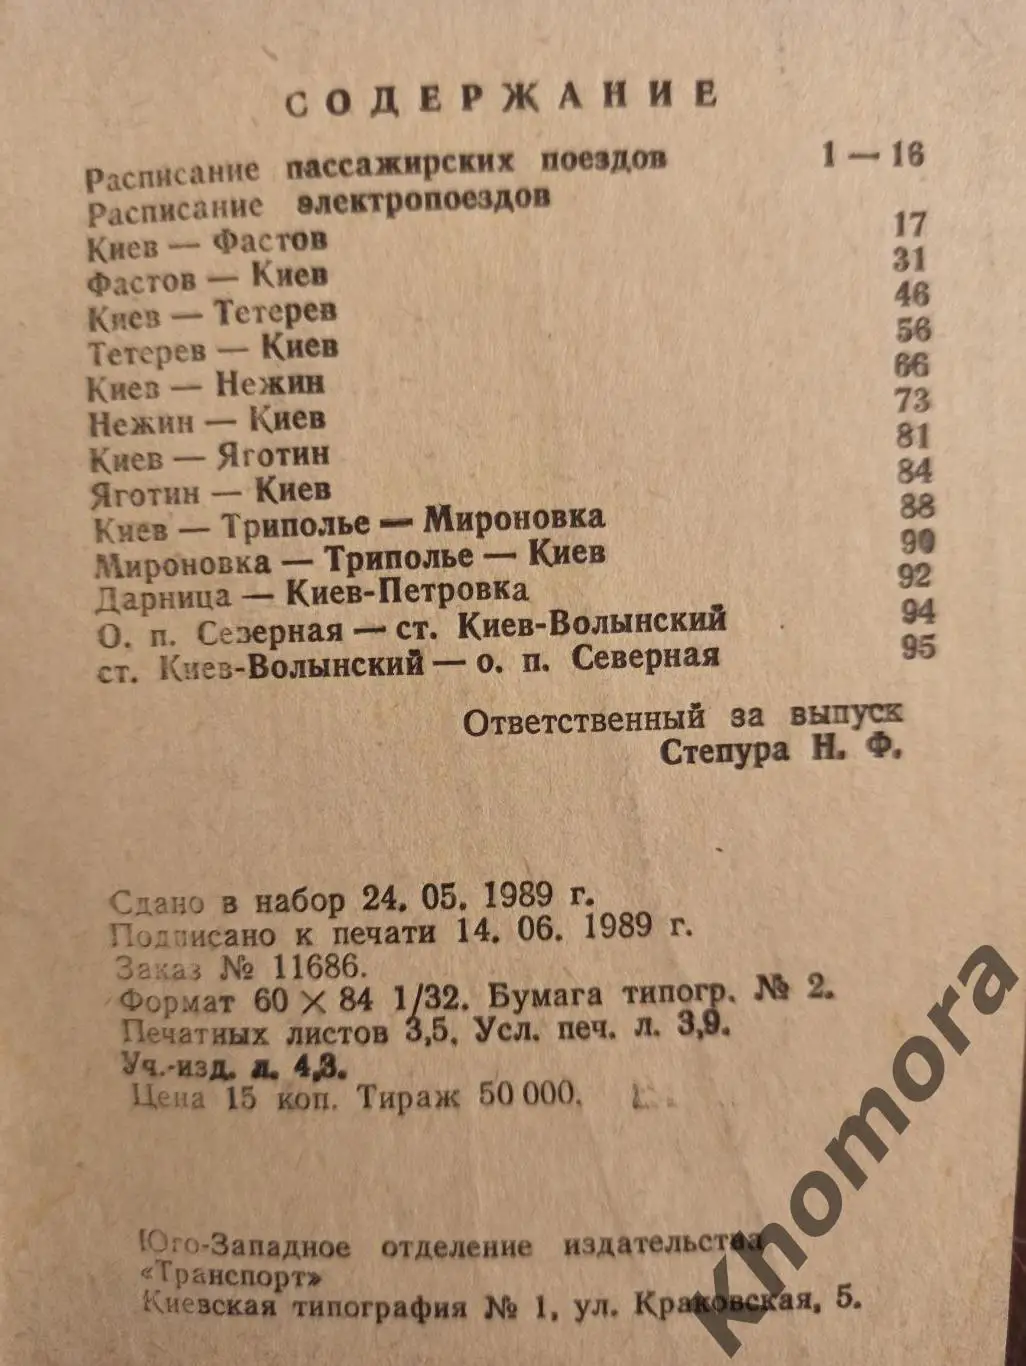 СОДЕРЖАНИЕ
Расписание пассажирских поездов 1 — 16
Расписание электропоездов
Киев — Фастов 17
Фастов — Киев 31
Киев — Тетерев 46
Тетерев — Киев 56
Киев — Нежин 66
Нежин — Киев 73
Киев — Яготин 81
Яготин — Киев 84
Киев — Триполье — Мироновка 88
Мироновка — Триполье — Киев 90
Дарница — Киев-Петровка 92
О. п. Северная — ст. Киев-Волынский 94
ст. Киев-Волынский — о. п. Северная 95
Ответственный за выпуск
Степура Н. Ф.
Сдано в набор 24. 05. 1989 г.
Подписано к печати 14. 06. 1989 г.
Заказ № 11686.
Формат 60 × 84 1/32. Бумага типогр. № 2.
Печатных листов 3,5. Усл. печ. л. 3,9.
Уч.-изд. л. 4,3.
Цена 15 коп. Тираж 50 000.
Юго-Западное отделение издательства
«Транспорт»
Киевская типография № 1, ул. Краковская, 5.
Khomora